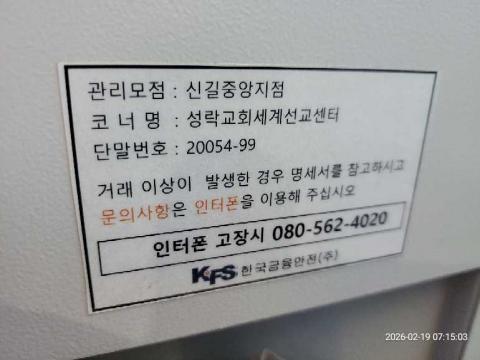 관리모점 : 신길중앙지점
코 너 명 : 성락교회세계선교센터
단말번호 : 20054-99
거래 이상이 발생한 경우 명세서를 참고하시고
문의사항은 인터폰을 이용해 주십시오
인터폰 고장시 080-562-4020
KFS 한국금융안전(주)
2026-02-19 07:15:03